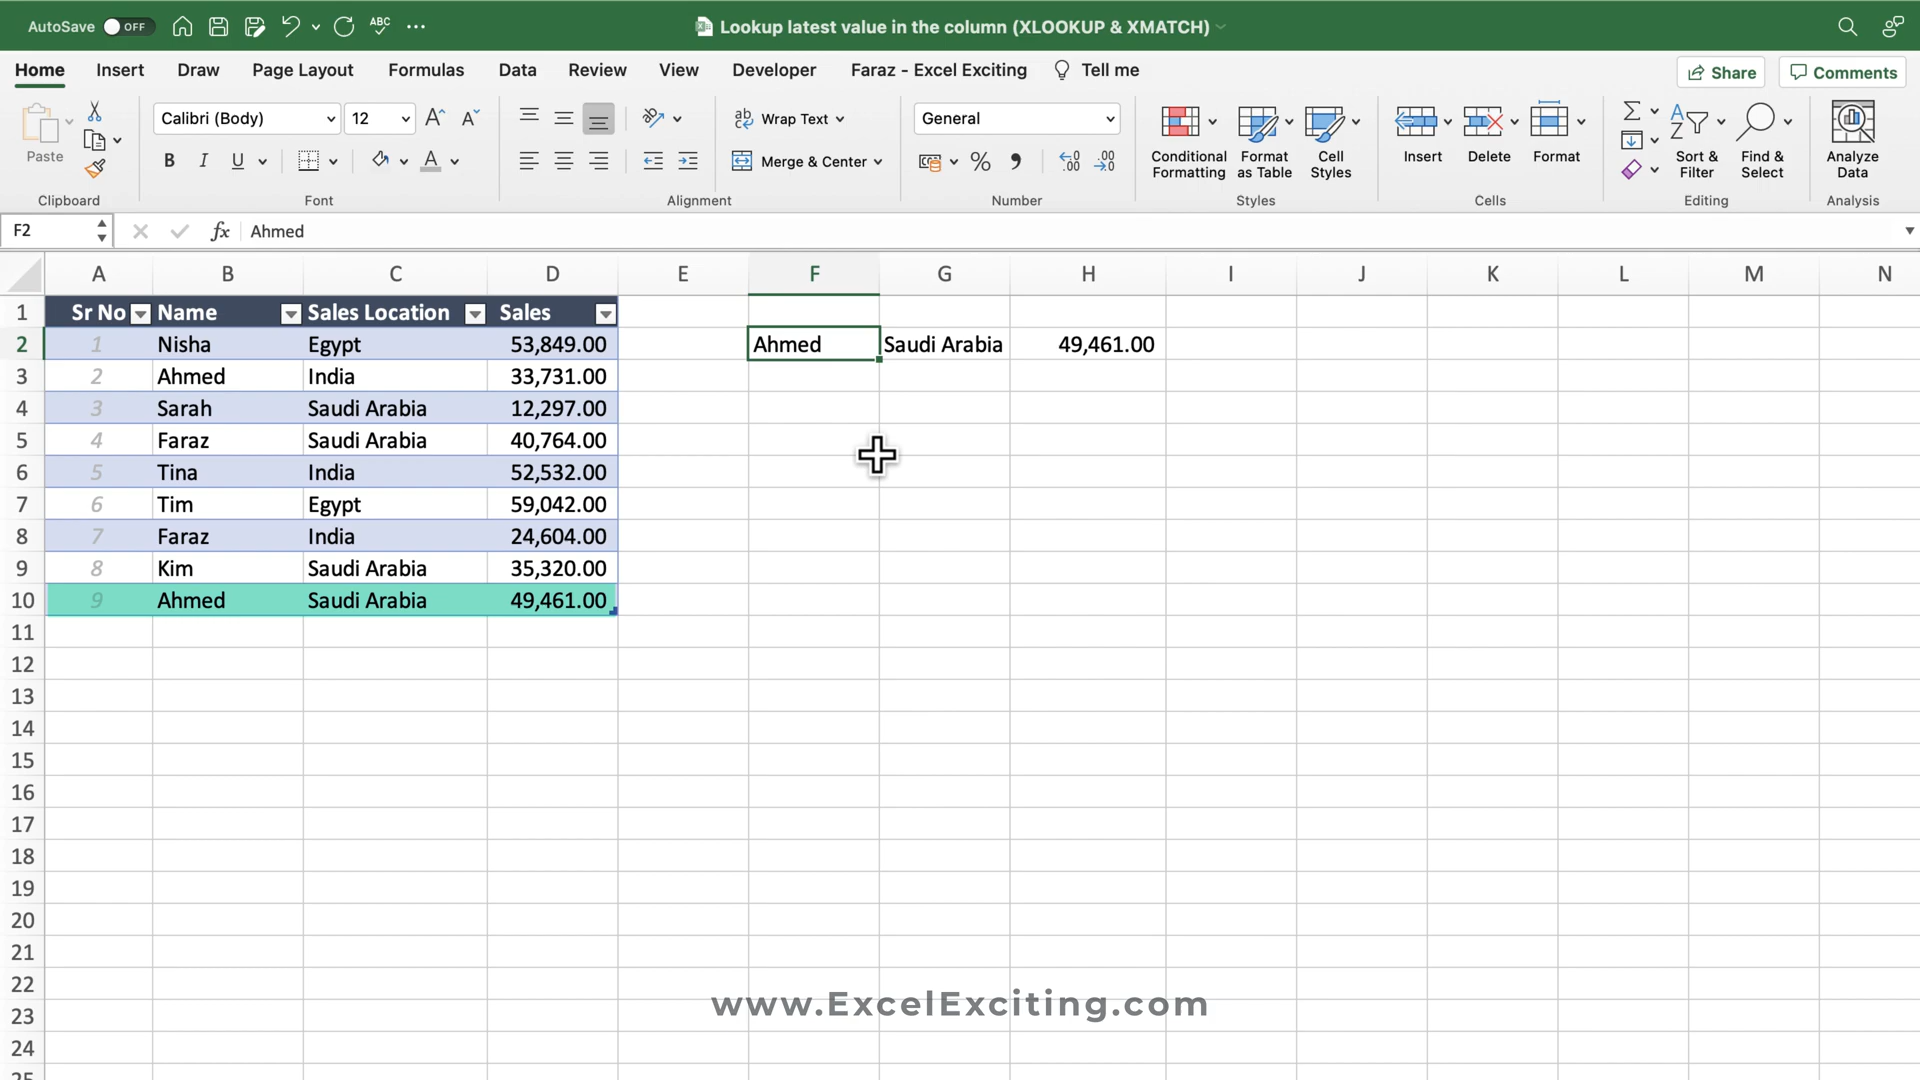 AutoSave OFF ABC ... Lookup latest value in the column (XLOOKUP & XMATCH)
Home Insert Draw Page Layout Formulas Data Review View Developer Faraz - Excel Exciting Tell me Share Comments
Paste Calibri (Body) 12 A A ab Wrap Text General Conditional Formatting Format as Table Cell Styles Insert Delete Format Sort & Filter Find & Select Analyze Data
B I U A Merge & Center % .00
Clipboard Font Alignment Number Styles Cells Editing Analysis
F2 fx Ahmed
A B C D E F G H I J K L M N
1 Sr No Name Sales Location Sales
2 1 Nisha Egypt 53,849.00 Ahmed Saudi Arabia 49,461.00
3 2 Ahmed India 33,731.00
4 3 Sarah Saudi Arabia 12,297.00
5 4 Faraz Saudi Arabia 40,764.00
6 5 Tina India 52,532.00
7 6 Tim Egypt 59,042.00
8 7 Faraz India 24,604.00
9 8 Kim Saudi Arabia 35,320.00
10 9 Ahmed Saudi Arabia 49,461.00
11
12
13
14
15
16
17
18
19
20
21
22
www.ExcelExciting.com
23
24
25